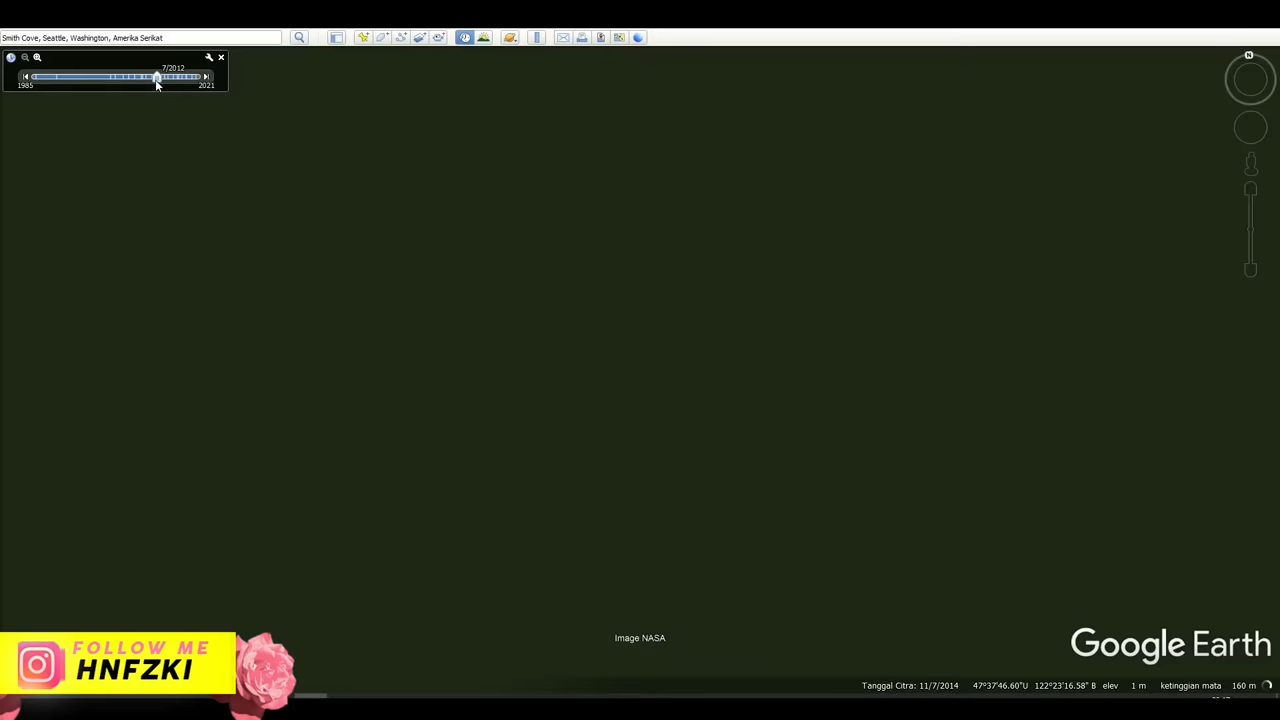 Smith Cove, Seattle, Washington, Amerika Serikat
7/2012
1985
2021
N
Image NASA
Google Earth
FOLLOW ME
HNFZKI
Tanggal Citra: 11/7/2014 47°37'46.60"U 122°23'16.58" B elev 1 m ketinggian mata 160 m